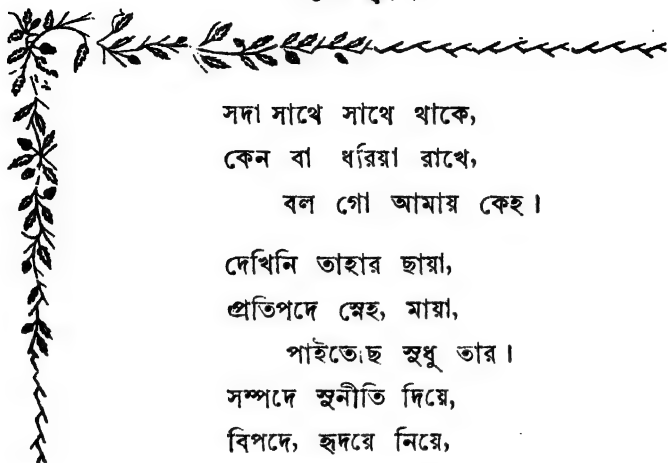 সদা সাথে সাথে থাকে,
কেন বা ধরিয়া রাখে,
বল গো আমায় কেহ।
দেখিনি তাহার ছায়া,
প্রতিপদে স্নেহ, মায়া,
পাইতেছি সুধু তার।
সম্পদে সুনীতি দিয়ে,
বিপদে, হৃদয়ে নিয়ে,